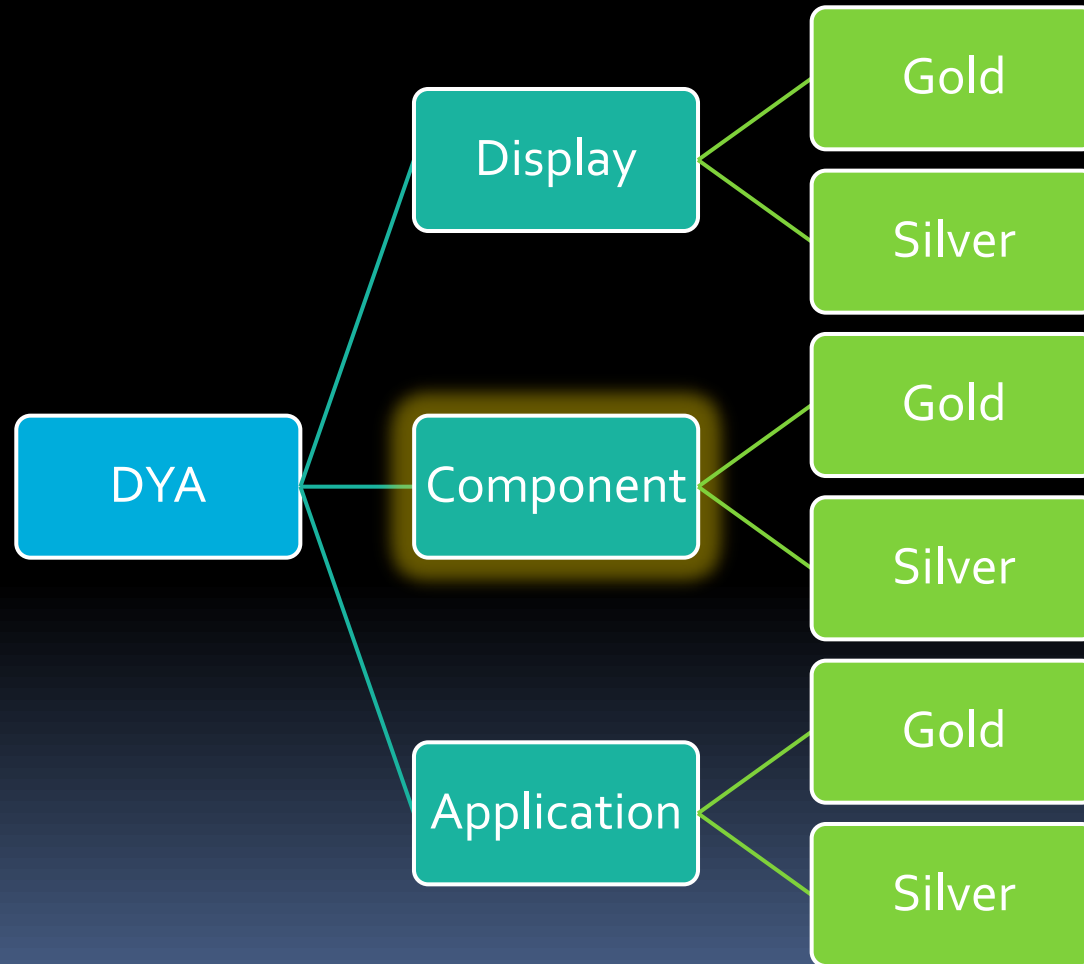 DYA
Display
Gold
Silver
Component
Gold
Silver
Application
Gold
Silver